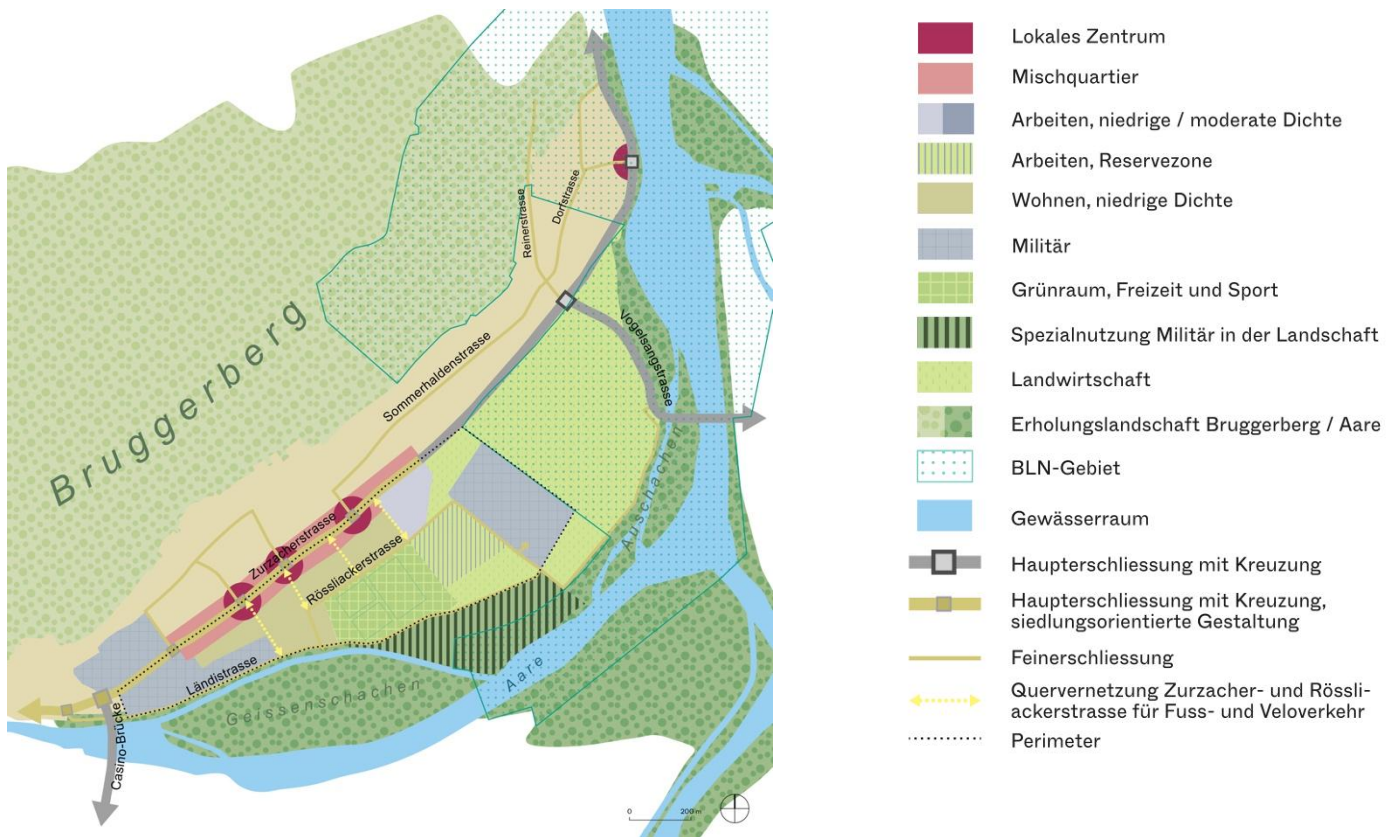 Bruggerberg
Reinerstrasse
Dorfstrasse
Sommerhaldenstrasse
Vogelsangstrasse
Zurzacherstrasse
Rössliackerstrasse
Auschachen
Ländistrasse
Geissenschachen
Aare
Casino-Brücke
0 200 m
Lokales Zentrum
Mischquartier
Arbeiten, niedrige / moderate Dichte
Arbeiten, Reservezone
Wohnen, niedrige Dichte
Militär
Grünraum, Freizeit und Sport
Spezialnutzung Militär in der Landschaft
Landwirtschaft
Erholungslandschaft Bruggerberg / Aare
BLN-Gebiet
Gewässerraum
Haupterschliessung mit Kreuzung
Haupterschliessung mit Kreuzung,
siedlungsorientierte Gestaltung
Feinerschliessung
Quervernetzung Zurzacher- und Rössli-
ackerstrasse für Fuss- und Veloverkehr
Perimeter